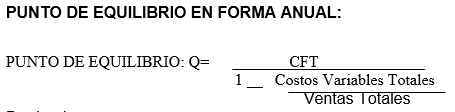 PUNTO DE EQUILIBRIO EN FORMA ANUAL:
PUNTO DE EQUILIBRIO: Q= CFT
1 __ Costos Variables Totales
Ventas Totales